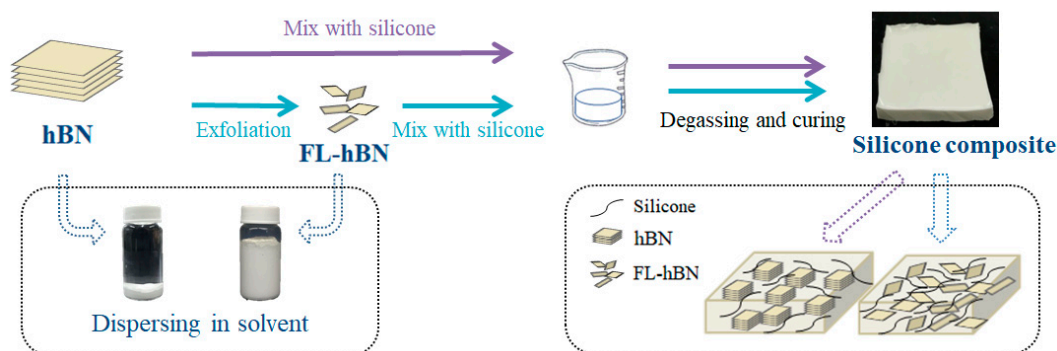 Mix with silicone
hBN
Exfoliation
FL-hBN
Mix with silicone
Degassing and curing
Silicone composite
Dispersing in solvent
Silicone
hBN
FL-hBN